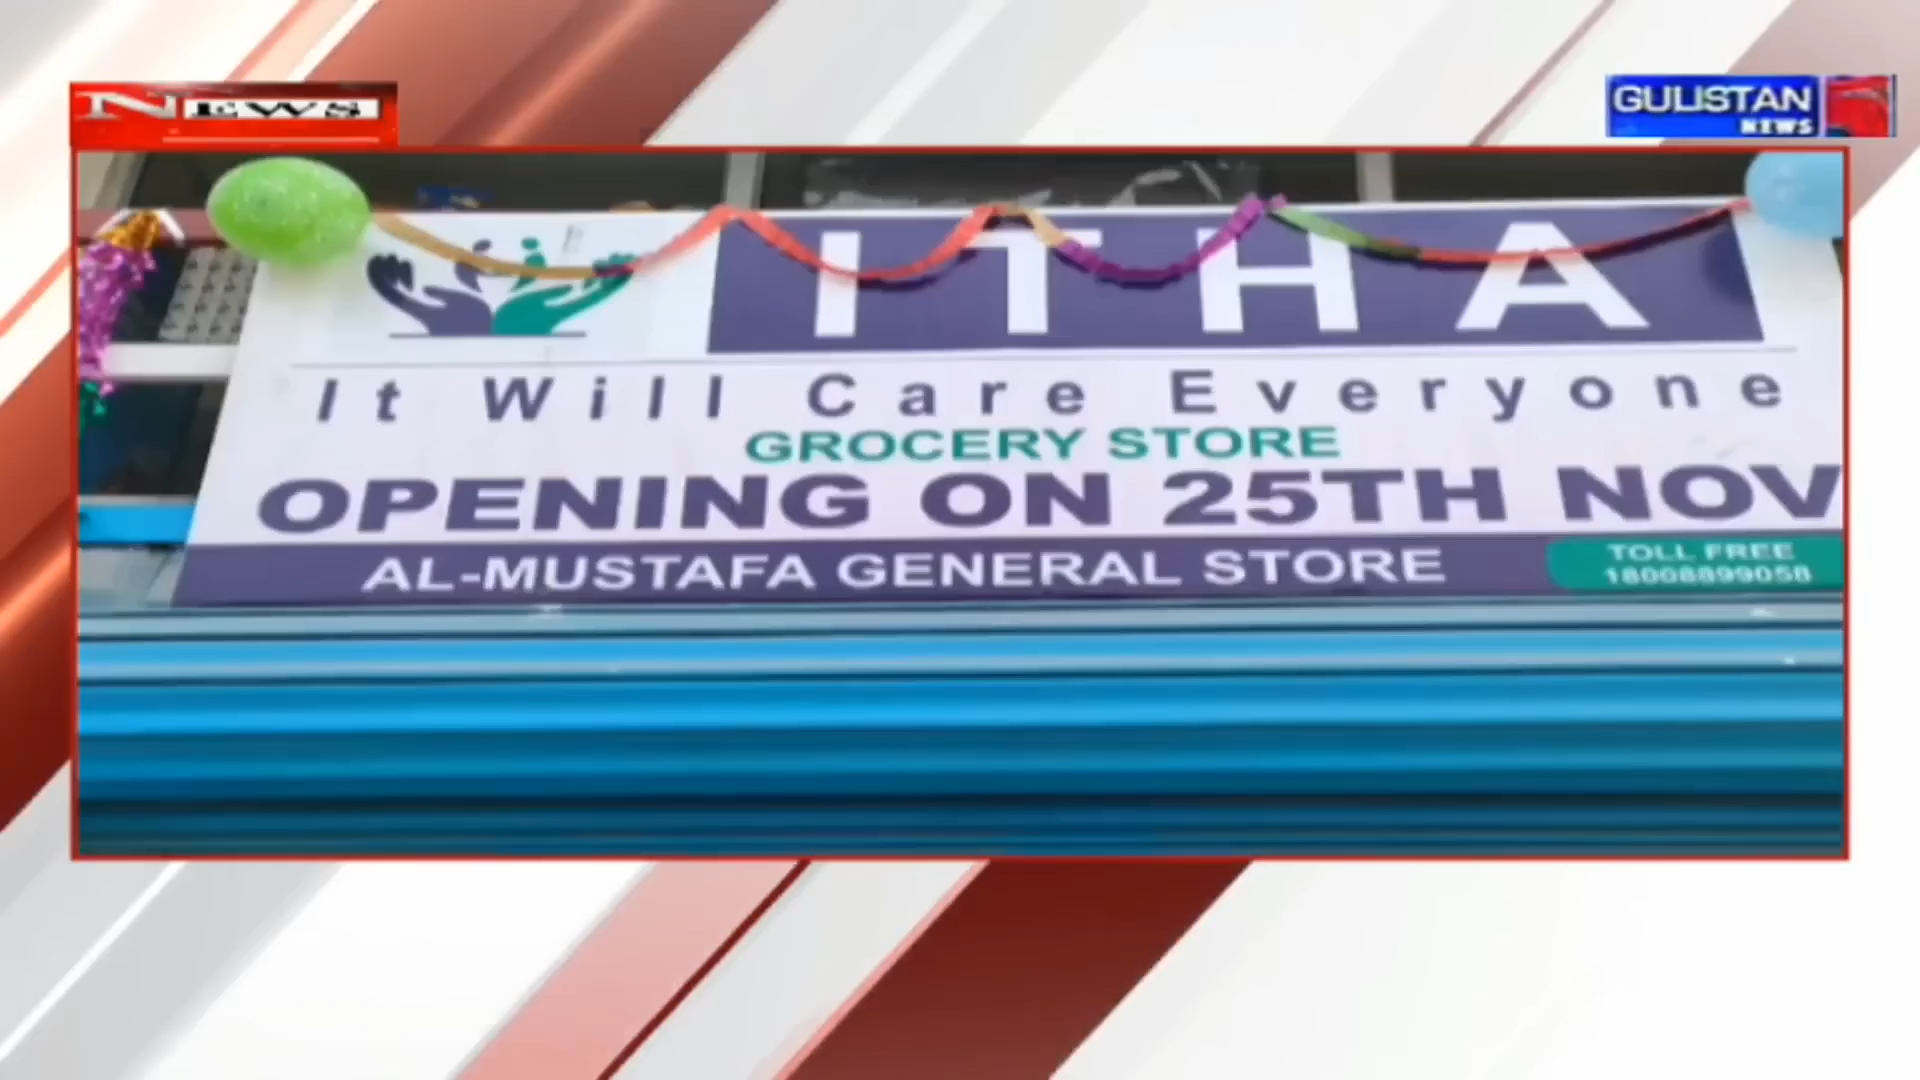 NEWS
GULISTAN
NEWS
ITHA
It Will Care Everyone
GROCERY STORE
OPENING ON 25TH NOV
AL-MUSTAFA GENERAL STORE
TOLL FREE
18008899058